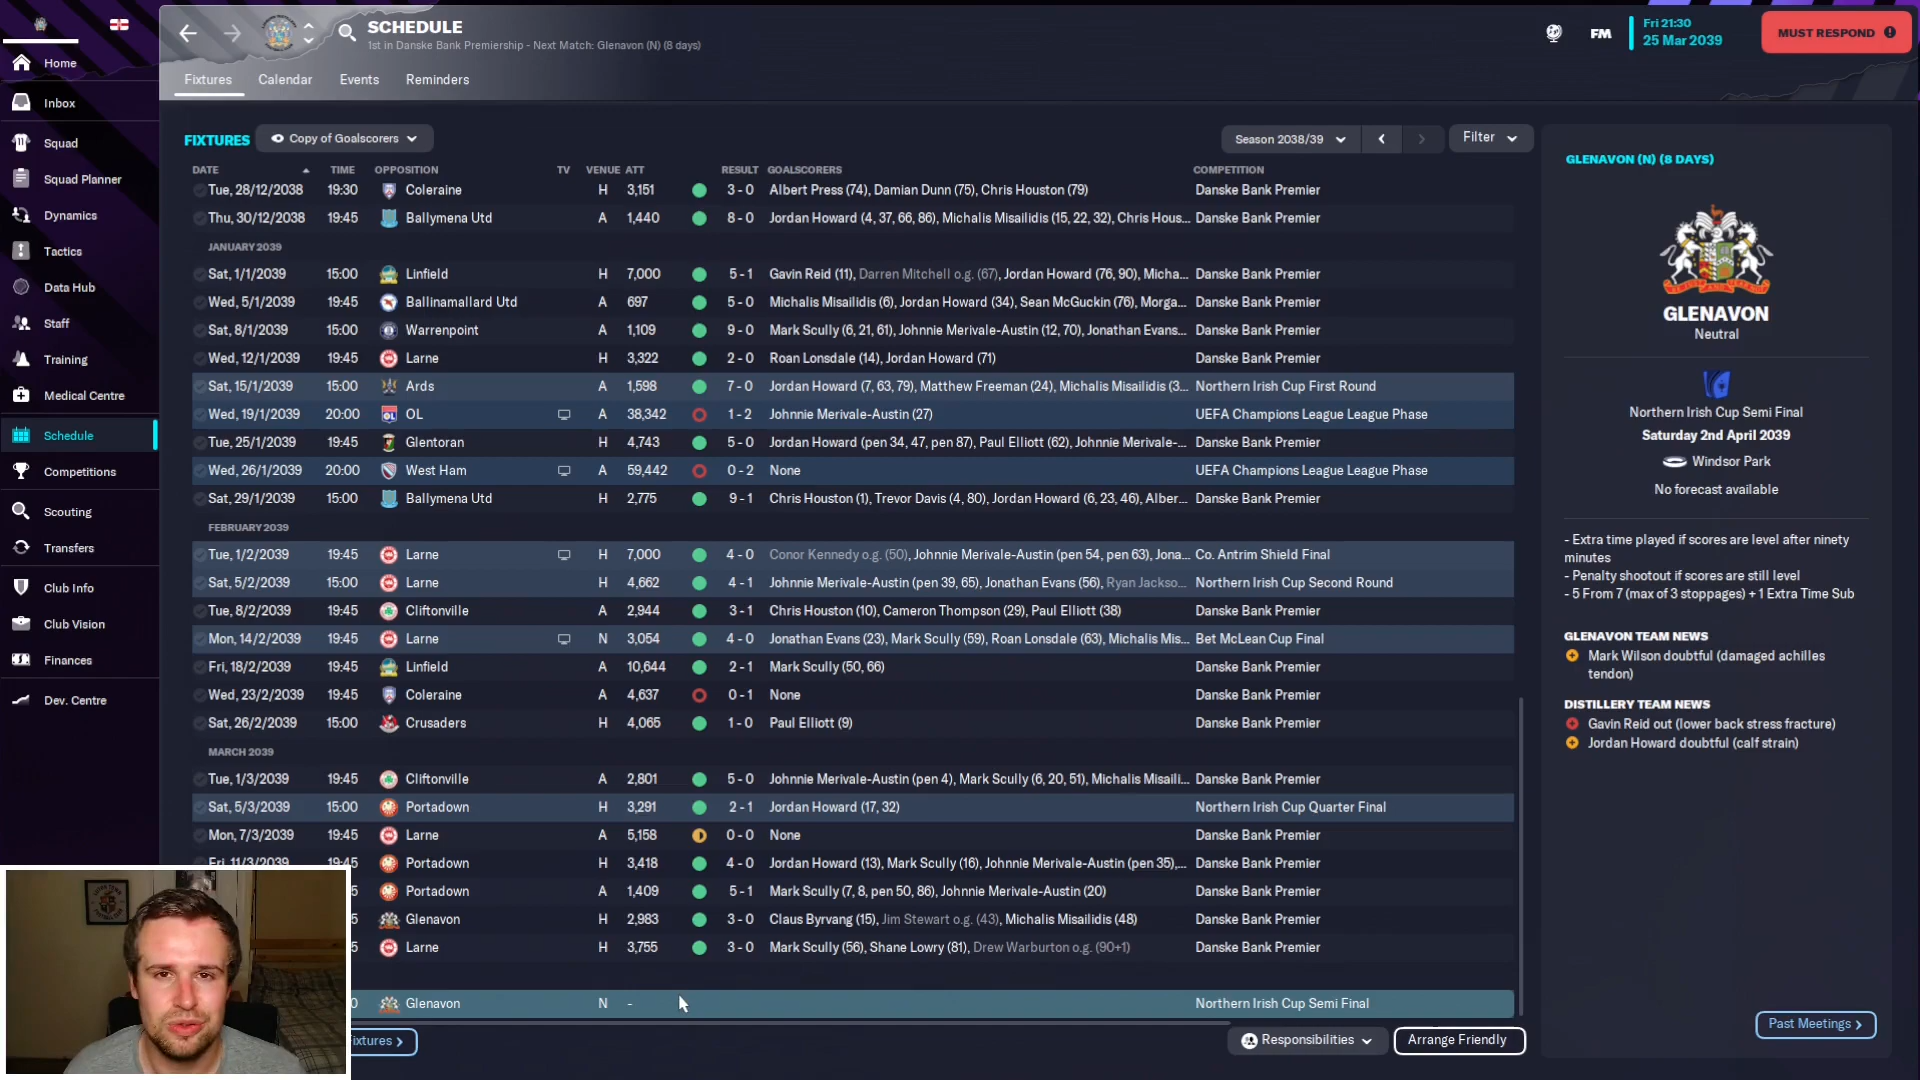 SCHEDULE
1st in Danske Bank Premiership - Next Match: Glenavon (N) (8 days)
FM
Fri 21:30
25 Mar 2039
MUST RESPOND
Home
Inbox
Squad
Squad Planner
Dynamics
Tactics
Data Hub
Staff
Training
Medical Centre
Schedule
Competitions
Scouting
Transfers
Club Info
Club Vision
Finances
Dev. Centre
Fixtures Calendar Events Reminders
FIXTURES Copy of Goalscorers Season 2038/39 Filter
DATE TIME OPPOSITION TV VENUE ATT RESULT GOALSCORERS COMPETITION
Tue, 28/12/2038 19:30 Coleraine H 3,151 3 - 0 Albert Press (74), Damian Dunn (75), Chris Houston (79) Danske Bank Premier
Thu, 30/12/2038 19:45 Ballymena Utd A 1,440 8 - 0 Jordan Howard (4, 37, 66, 86), Michalis Misailidis (15, 22, 32), Chris Hous... Danske Bank Premier
JANUARY 2039
Sat, 1/1/2039 15:00 Linfield H 7,000 5 - 1 Gavin Reid (11), Darren Mitchell o.g. (67), Jordan Howard (76, 90), Micha... Danske Bank Premier
Wed, 5/1/2039 19:45 Ballinamallard Utd A 697 5 - 0 Michalis Misailidis (6), Jordan Howard (34), Sean McGuckin (76), Morga... Danske Bank Premier
Sat, 8/1/2039 15:00 Warrenpoint A 1,109 9 - 0 Mark Scully (6, 21, 61), Johnnie Merivale-Austin (12, 70), Jonathan Evans... Danske Bank Premier
Wed, 12/1/2039 19:45 Larne H 3,322 2 - 0 Roan Lonsdale (14), Jordan Howard (71) Danske Bank Premier
Sat, 15/1/2039 15:00 Ards A 1,598 7 - 0 Jordan Howard (7, 63, 79), Matthew Freeman (24), Michalis Misailidis (3... Northern Irish Cup First Round
Wed, 19/1/2039 20:00 OL A 38,342 1 - 2 Johnnie Merivale-Austin (27) UEFA Champions League League Phase
Tue, 25/1/2039 19:45 Glentoran H 4,743 5 - 0 Jordan Howard (pen 34, 47, pen 87), Paul Elliott (62), Johnnie Merivale-... Danske Bank Premier
Wed, 26/1/2039 20:00 West Ham A 59,442 0 - 2 None UEFA Champions League League Phase
Sat, 29/1/2039 15:00 Ballymena Utd H 2,775 9 - 1 Chris Houston (1), Trevor Davis (4, 80), Jordan Howard (6, 23, 46), Alber... Danske Bank Premier
FEBRUARY 2039
Tue, 1/2/2039 19:45 Larne H 7,000 4 - 0 Conor Kennedy o.g. (50), Johnnie Merivale-Austin (pen 54, pen 63), Jona... Co. Antrim Shield Final
Sat, 5/2/2039 15:00 Larne H 4,662 4 - 1 Johnnie Merivale-Austin (pen 39, 65), Jonathan Evans (56), Ryan Jackso... Northern Irish Cup Second Round
Tue, 8/2/2039 19:45 Cliftonville A 2,944 3 - 1 Chris Houston (10), Cameron Thompson (29), Paul Elliott (38) Danske Bank Premier
Mon, 14/2/2039 19:45 Larne N 3,054 4 - 0 Jonathan Evans (23), Mark Scully (59), Roan Lonsdale (63), Michalis Mis... Bet McLean Cup Final
Fri, 18/2/2039 19:45 Linfield A 10,644 2 - 1 Mark Scully (50, 66) Danske Bank Premier
Wed, 23/2/2039 19:45 Coleraine A 4,637 0 - 1 None Danske Bank Premier
Sat, 26/2/2039 15:00 Crusaders H 4,065 1 - 0 Paul Elliott (9) Danske Bank Premier
MARCH 2039
Tue, 1/3/2039 19:45 Cliftonville A 2,801 5 - 0 Johnnie Merivale-Austin (pen 4), Mark Scully (6, 20, 51), Michalis Misaili... Danske Bank Premier
Sat, 5/3/2039 15:00 Portadown H 3,291 2 - 1 Jordan Howard (17, 32) Northern Irish Cup Quarter Final
Mon, 7/3/2039 19:45 Larne A 5,158 0 - 0 None Danske Bank Premier
Fri, 11/3/2039 19:45 Portadown H 3,418 4 - 0 Jordan Howard (13), Mark Scully (16), Johnnie Merivale-Austin (pen 35),... Danske Bank Premier
5 Portadown A 1,409 5 - 1 Mark Scully (7, 8, pen 50, 86), Johnnie Merivale-Austin (20) Danske Bank Premier
5 Glenavon H 2,983 3 - 0 Claus Byrvang (15), Jim Stewart o.g. (43), Michalis Misailidis (48) Danske Bank Premier
5 Larne H 3,755 3 - 0 Mark Scully (56), Shane Lowry (81), Drew Warburton o.g. (90+1) Danske Bank Premier
0 Glenavon N - Northern Irish Cup Semi Final
Fixtures Responsibilities Arrange Friendly
GLENAVON (N) (8 DAYS)
GLENAVON
Neutral
Northern Irish Cup Semi Final
Saturday 2nd April 2039
Windsor Park
No forecast available
- Extra time played if scores are level after ninety
minutes
- Penalty shootout if scores are still level
- 5 From 7 (max of 3 stoppages) + 1 Extra Time Sub
GLENAVON TEAM NEWS
Mark Wilson doubtful (damaged achilles
tendon)
DISTILLERY TEAM NEWS
Gavin Reid out (lower back stress fracture)
Jordan Howard doubtful (calf strain)
Past Meetings